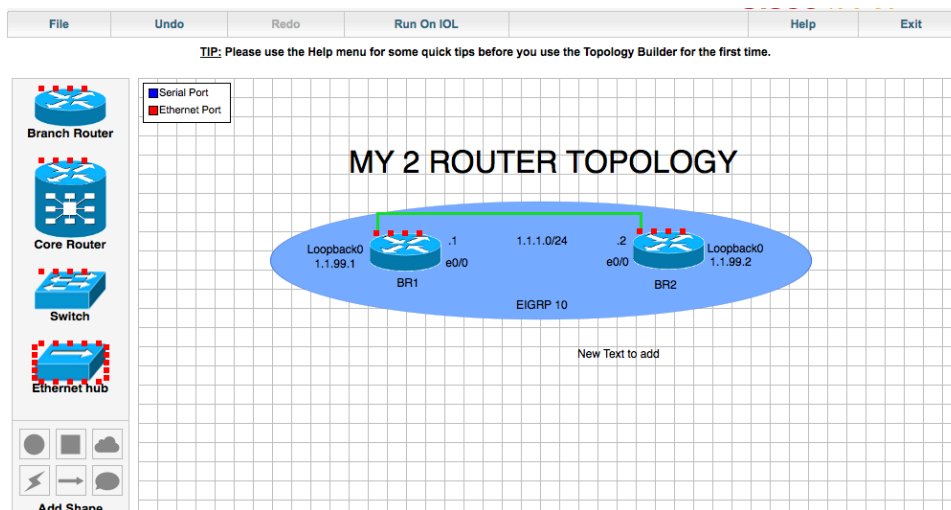 File Undo Redo Run On IOL Help Exit
TIP: Please use the Help menu for some quick tips before you use the Topology Builder for the first time.
Serial Port
Ethernet Port
Branch Router
Core Router
Switch
Ethernet hub
Add Shape
MY 2 ROUTER TOPOLOGY
Loopback0
1.1.99.1
.1
e0/0
BR1
1.1.1.0/24
.2
e0/0
BR2
Loopback0
1.1.99.2
EIGRP 10
New Text to add